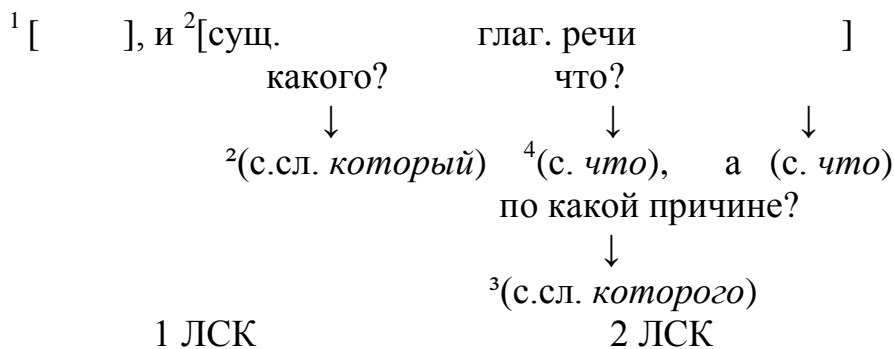 ¹ [ ], и ²[сущ. глаг. речи ]
какого? что?
↓ ↓ ↓
²(с.сл. который) ⁴(с. что), а (с. что)
по какой причине?
↓
³(с.сл. которого)
1 ЛСК 2 ЛСК